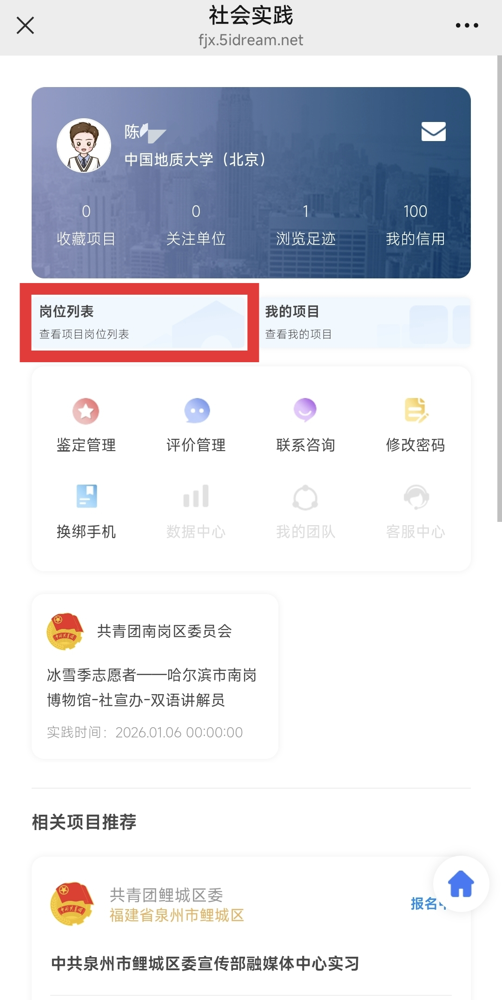 社会实践
fjx.5idream.net
陈
中国地质大学（北京）
0 0 1 100
收藏项目 关注单位 浏览足迹 我的信用
岗位列表 我的项目
查看项目岗位列表 查看我的项目
鉴定管理 评价管理 联系咨询 修改密码
换绑手机 数据中心 我的团队 客服中心
共青团南岗区委员会
冰雪季志愿者——哈尔滨市南岗
博物馆-社宣办-双语讲解员
实践时间：2026.01.06 00:00:00
相关项目推荐
共青团鲤城区委
福建省泉州市鲤城区
报名
中共泉州市鲤城区委宣传部融媒体中心实习